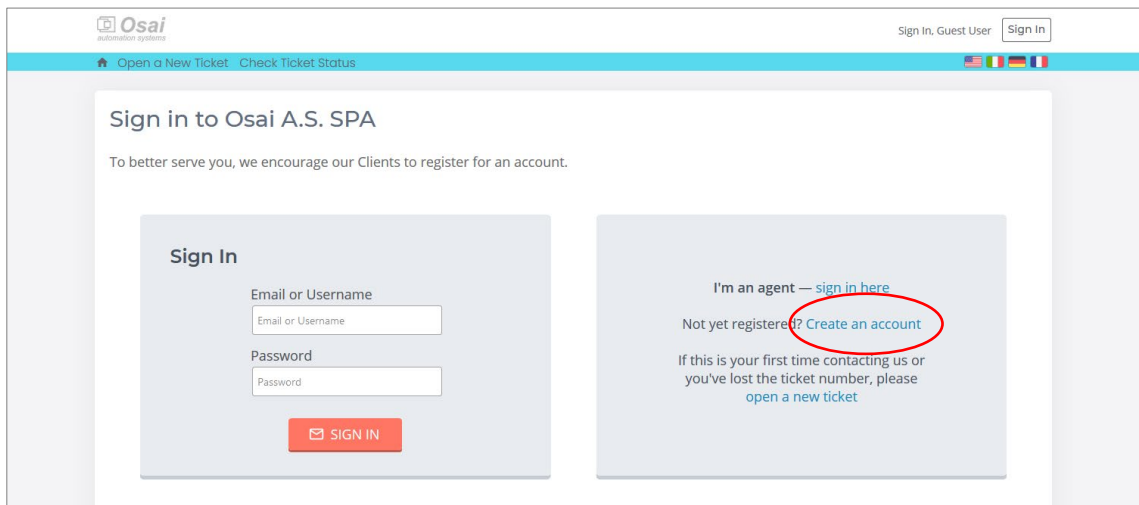 Osai
automation systems
Sign In, Guest User Sign In
Open a New Ticket Check Ticket Status
Sign in to Osai A.S. SPA
To better serve you, we encourage our Clients to register for an account.
Sign In
Email or Username
Email or Username
Password
Password
SIGN IN
I'm an agent — sign in here
Not yet registered? Create an account
If this is your first time contacting us or
you've lost the ticket number, please
open a new ticket